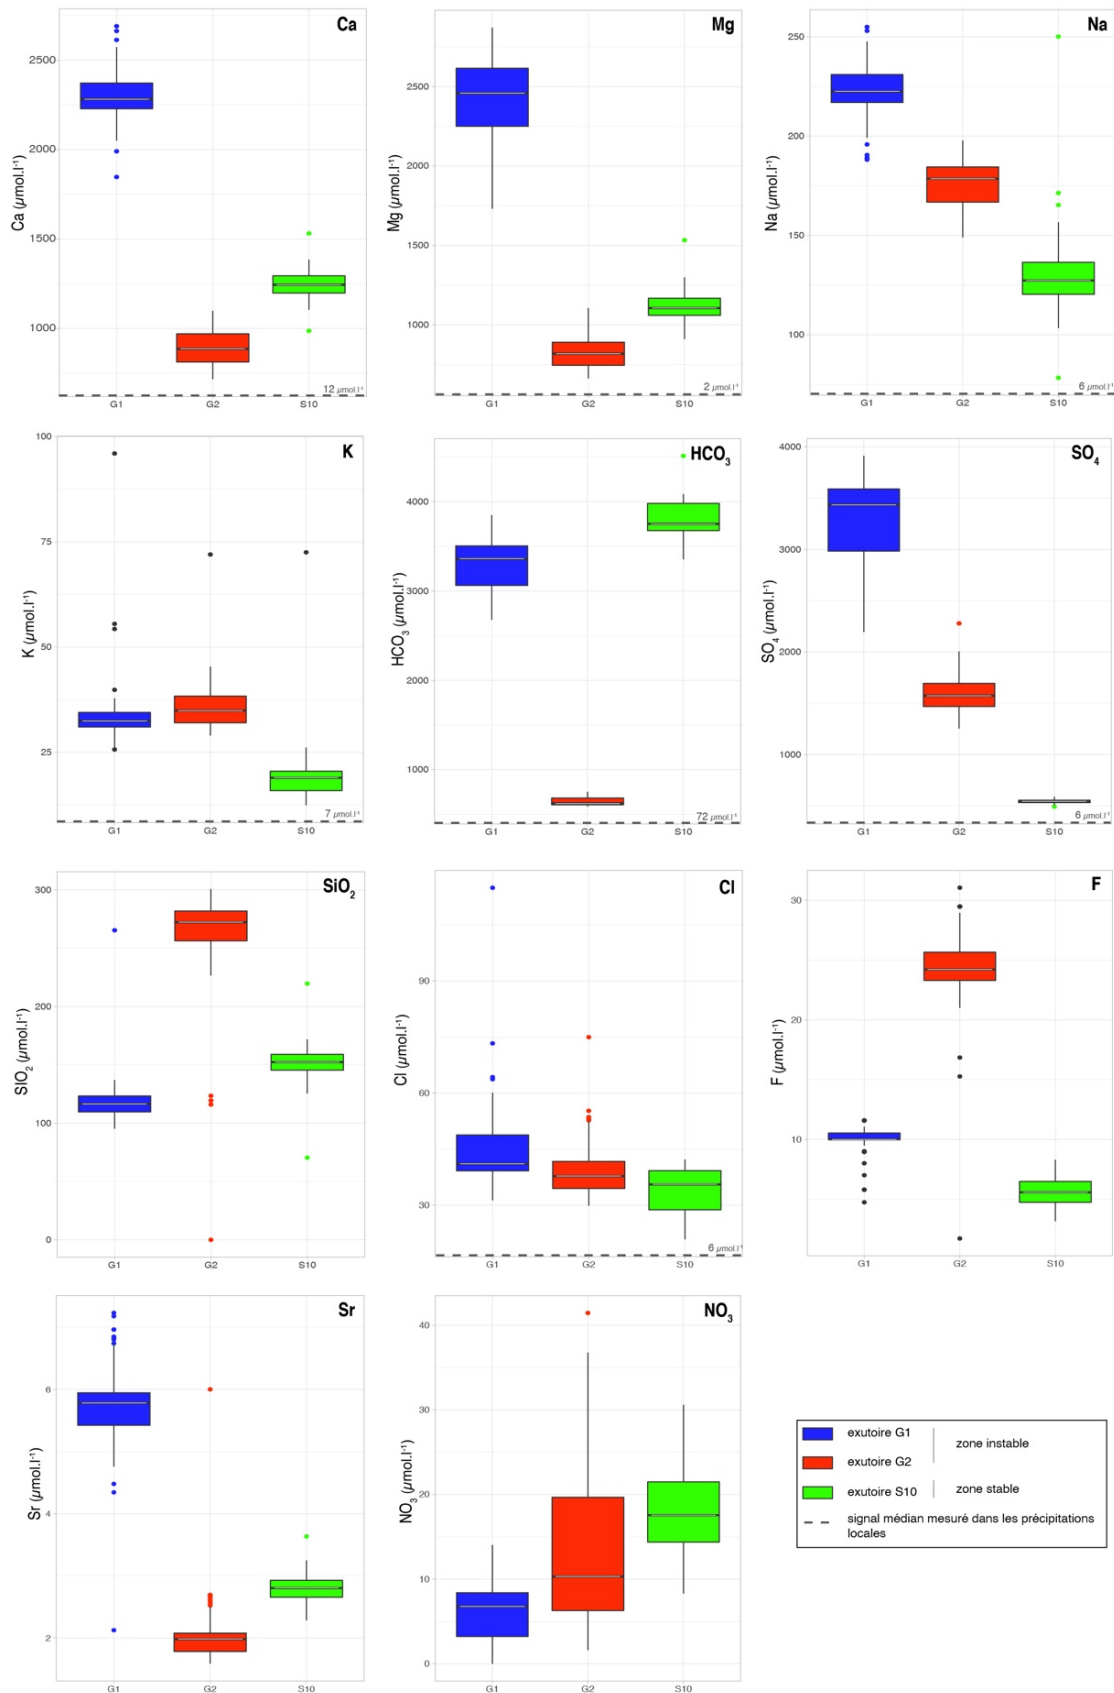 Ca
Ca (µmol.l⁻¹)
2500
2000
1500
1000
12 µmol.l⁻¹
G1 G2 S10
Mg
Mg (µmol.l⁻¹)
2500
2000
1500
1000
2 µmol.l⁻¹
G1 G2 S10
Na
Na (µmol.l⁻¹)
250
200
150
100
6 µmol.l⁻¹
G1 G2 S10
K
K (µmol.l⁻¹)
100
75
50
25
7 µmol.l⁻¹
G1 G2 S10
HCO₃
HCO₃ (µmol.l⁻¹)
4000
3000
2000
1000
72 µmol.l⁻¹
G1 G2 S10
SO₄
SO₄ (µmol.l⁻¹)
4000
3000
2000
1000
6 µmol.l⁻¹
G1 G2 S10
SiO₂
SIO₂ (µmol.l⁻¹)
300
200
100
0
G1 G2 S10
Cl
Cl (µmol.l⁻¹)
90
60
30
6 µmol.l⁻¹
G1 G2 S10
F
F (µmol.l⁻¹)
30
20
10
G1 G2 S10
Sr
Sr (µmol.l⁻¹)
6
4
2
G1 G2 S10
NO₃
NO₃ (µmol.l⁻¹)
40
30
20
10
0
G1 G2 S10
exutoire G1
zone instable
exutoire G2
exutoire S10 zone stable
signal médian mesuré dans les précipitations
locales